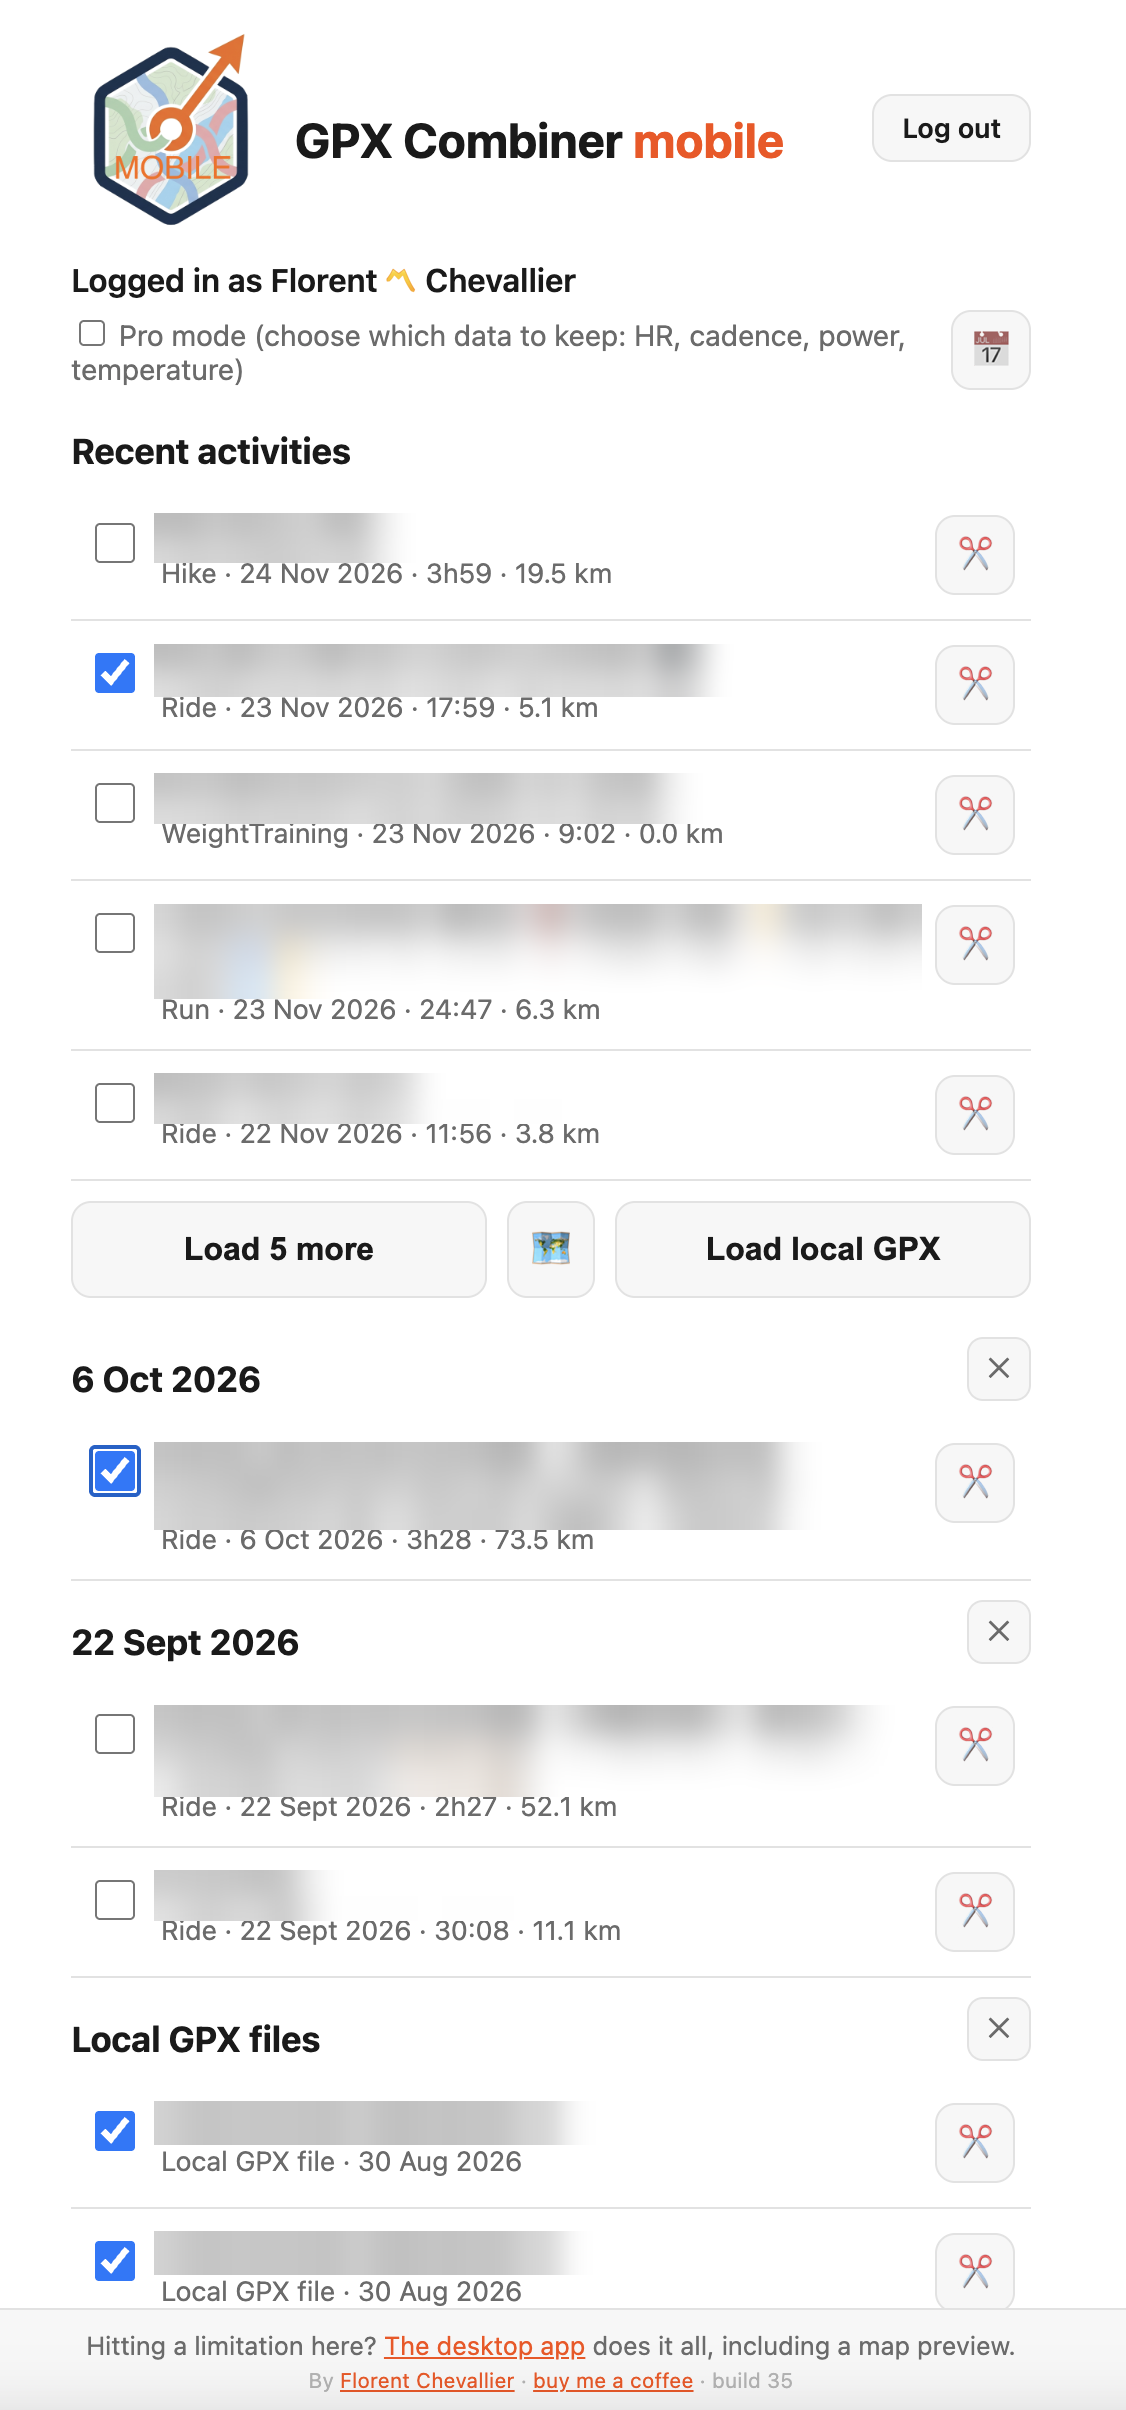 MOBILE
GPX Combiner mobile
Log out
Logged in as Florent 〽️ Chevallier
Pro mode (choose which data to keep: HR, cadence, power,
temperature)
JUL
17
Recent activities
Hike · 24 Nov 2026 · 3h59 · 19.5 km
Ride · 23 Nov 2026 · 17:59 · 5.1 km
WeightTraining · 23 Nov 2026 · 9:02 · 0.0 km
Run · 23 Nov 2026 · 24:47 · 6.3 km
Ride · 22 Nov 2026 · 11:56 · 3.8 km
Load 5 more
Load local GPX
6 Oct 2026
Ride · 6 Oct 2026 · 3h28 · 73.5 km
22 Sept 2026
Ride · 22 Sept 2026 · 2h27 · 52.1 km
Ride · 22 Sept 2026 · 30:08 · 11.1 km
Local GPX files
Local GPX file · 30 Aug 2026
Local GPX file · 30 Aug 2026
Hitting a limitation here? The desktop app does it all, including a map preview.
By Florent Chevallier · buy me a coffee · build 35